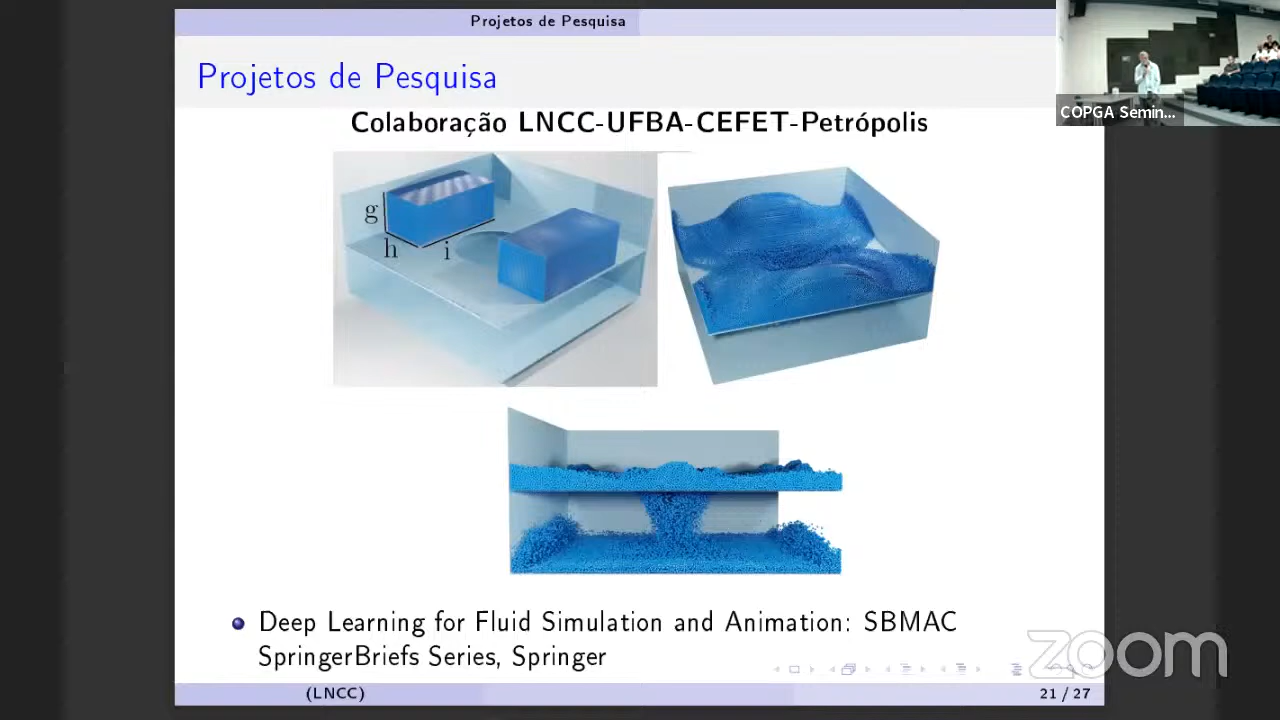 Projetos de Pesquisa
Projetos de Pesquisa
COPGA Semin...
Colaboração LNCC-UFBA-CEFET-Petrópolis
g
h
i
Deep Learning for Fluid Simulation and Animation: SBMAC
SpringerBriefs Series, Springer
zoom
(LNCC)
21 / 27